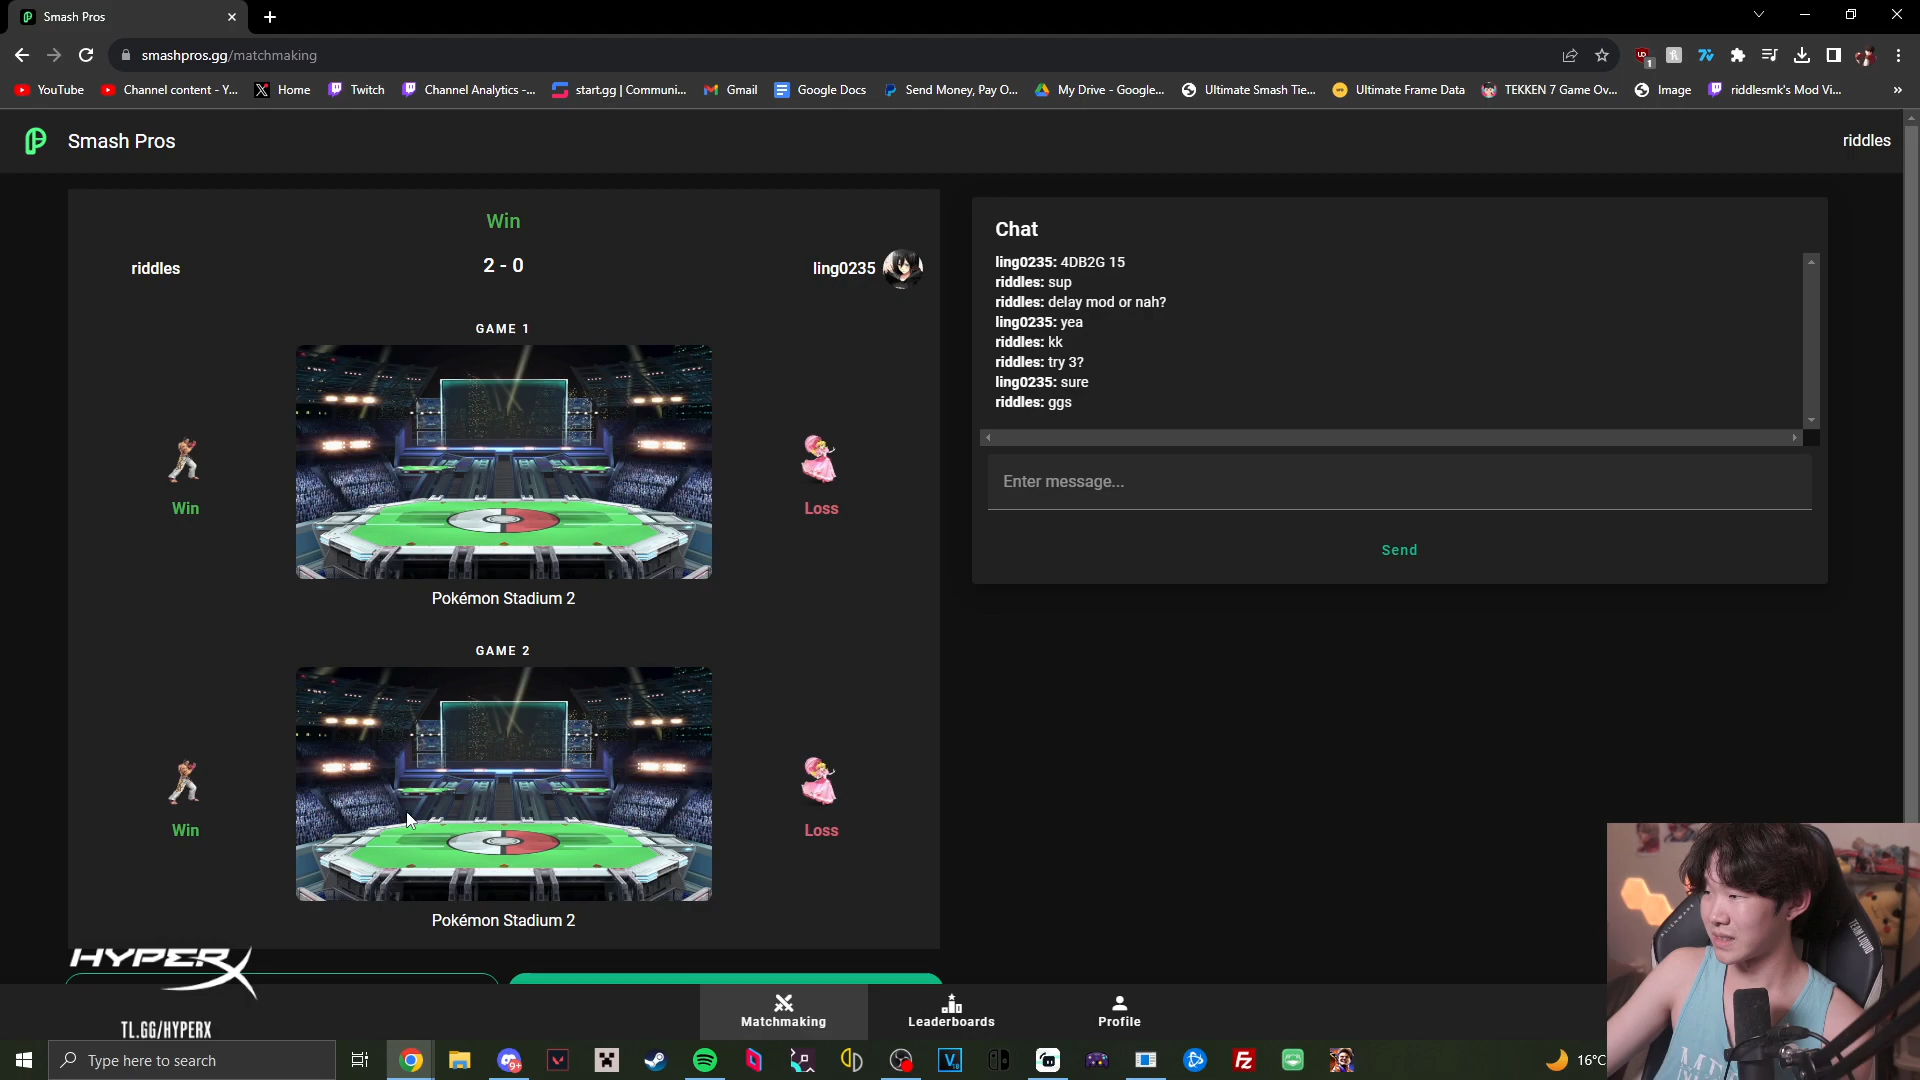 Smash Pros
smashpros.gg/matchmaking
1
YouTube
Channel content - Y...
Home
Twitch
Channel Analytics -...
start.gg | Communi...
Gmail
Google Docs
Send Money, Pay O...
My Drive - Google...
Ultimate Smash Tie...
Ultimate Frame Data
TEKKEN 7 Game Ov...
Image
riddlesmk's Mod Vi...
»
Smash Pros
riddles
Win
riddles
2 - 0
ling0235
GAME 1
Win
Loss
Pokémon Stadium 2
GAME 2
Win
Loss
Pokémon Stadium 2
Chat
ling0235: 4DB2G 15
riddles: sup
riddles: delay mod or nah?
ling0235: yea
riddles: kk
riddles: try 3?
ling0235: sure
riddles: ggs
Enter message...
Send
HYPERX
TL.GG/HYPERX
Matchmaking
Leaderboards
Profile
ALIENWARE
TEAM LIQUID
Type here to search
9+
16°C